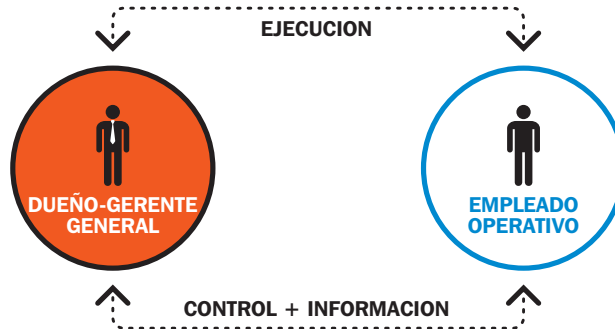 EJECUCION
DUEÑO-GERENTE
GENERAL
EMPLEADO
OPERATIVO
CONTROL + INFORMACION